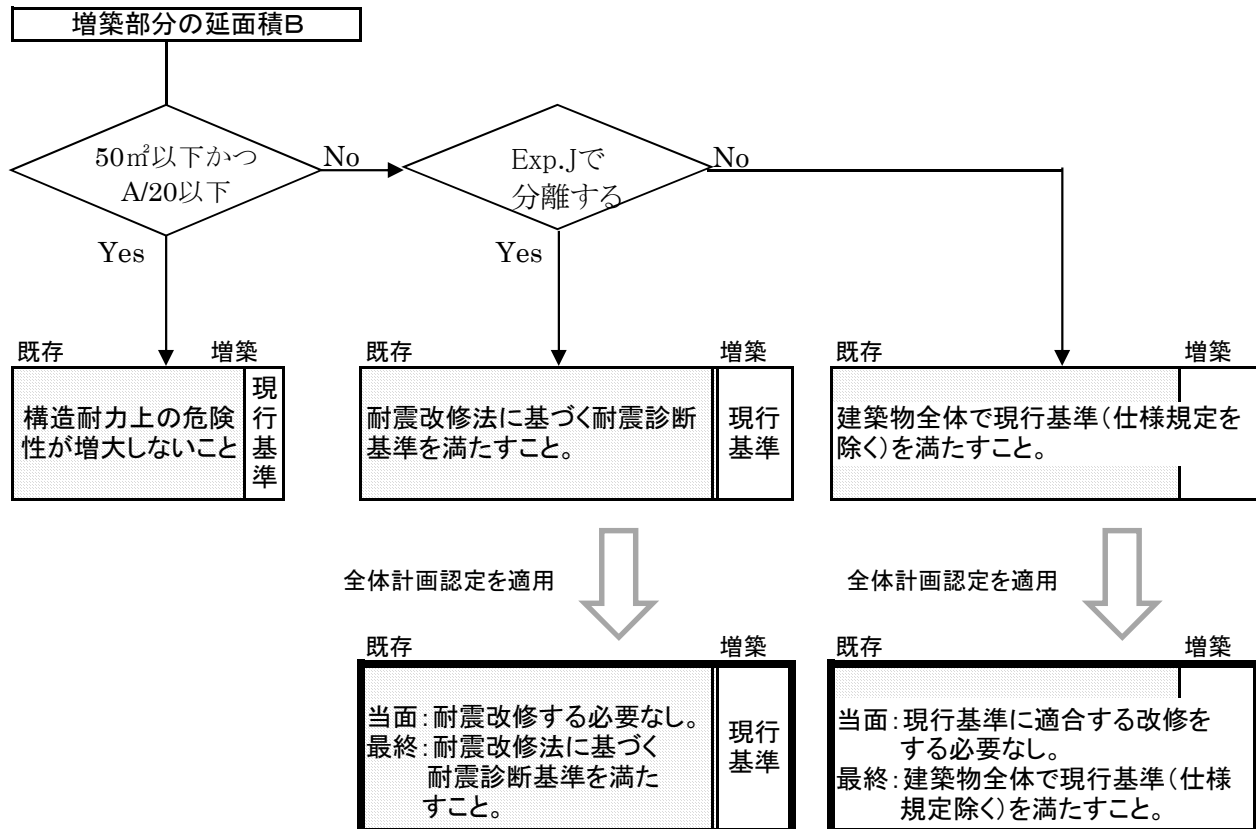 増築部分の延面積B
50㎡以下かつ
A/20以下
No
Exp.Jで
分離する
No
Yes
Yes
既存
増築
構造耐力上の危険
性が増大しないこと
現行基準
既存
増築
耐震改修法に基づく耐震診断
基準を満たすこと。
現行
基準
既存
増築
建築物全体で現行基準(仕様規定を
除く)を満たすこと。
全体計画認定を適用
全体計画認定を適用
既存
増築
当面:耐震改修する必要なし。
最終:耐震改修法に基づく
耐震診断基準を満た
すこと。
現行
基準
既存
増築
当面:現行基準に適合する改修を
する必要なし。
最終:建築物全体で現行基準(仕様
規定除く)を満たすこと。